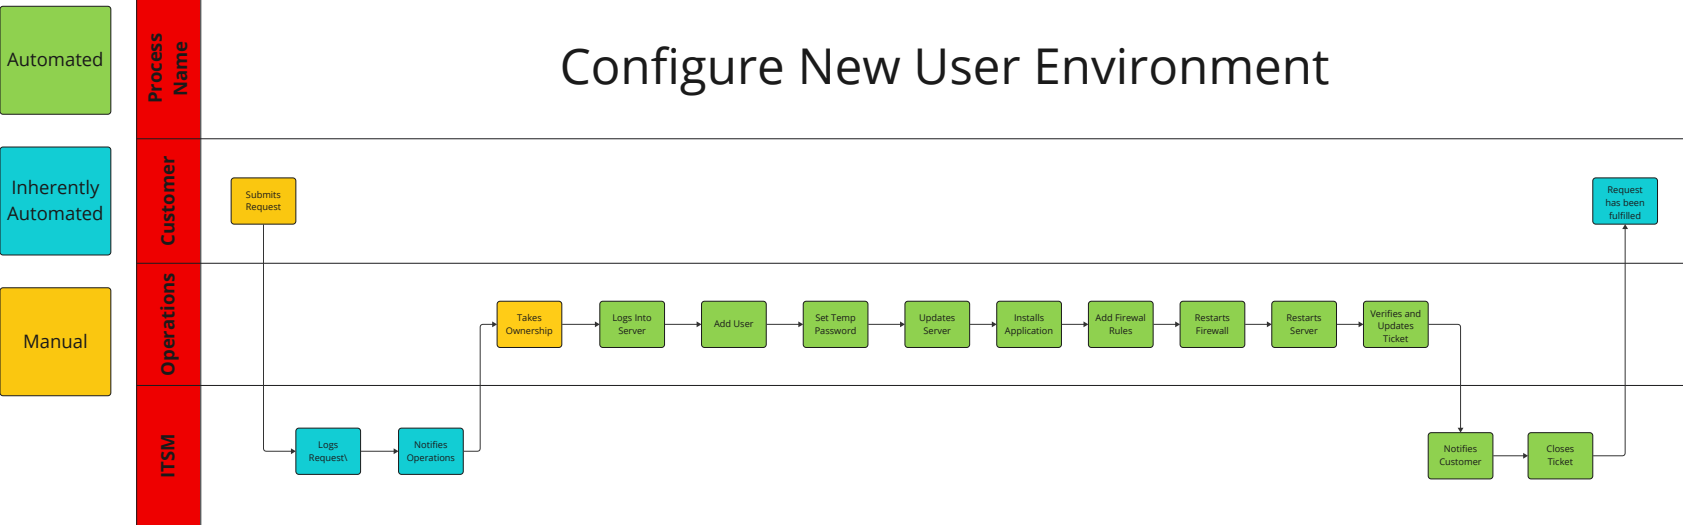 Automated
Inherently
Automated
Manual
Process
Name
Configure New User Environment
Customer
Submits
Request
Request
has been
fulfilled
Operations
Takes
Ownership
Logs Into
Server
Add User
Set Temp
Password
Updates
Server
Installs
Application
Add Firewal
Rules
Restarts
Firewall
Restarts
Server
Verifies and
Updates
Ticket
ITSM
Logs
Request\
Notifies
Operations
Notifies
Customer
Closes
Ticket